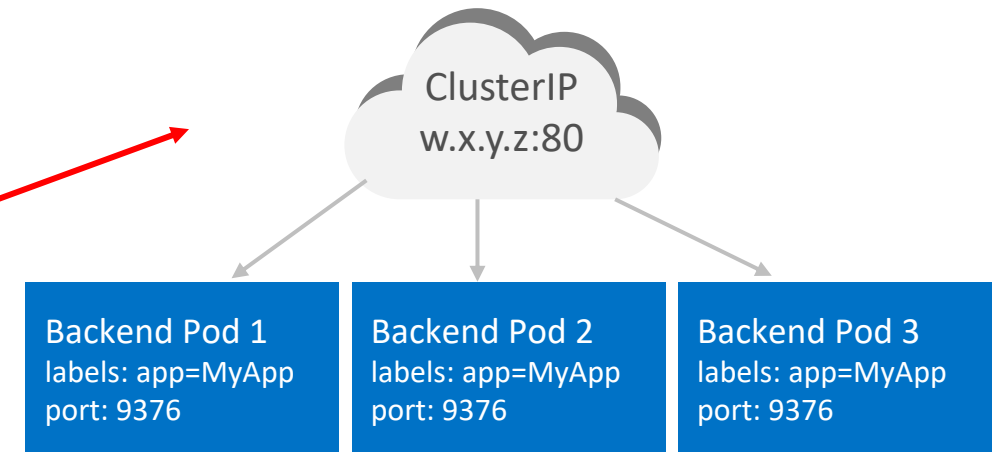 ClusterIP
w.x.y.z:80
Backend Pod 1
labels: app=MyApp
port: 9376
Backend Pod 2
labels: app=MyApp
port: 9376
Backend Pod 3
labels: app=MyApp
port: 9376